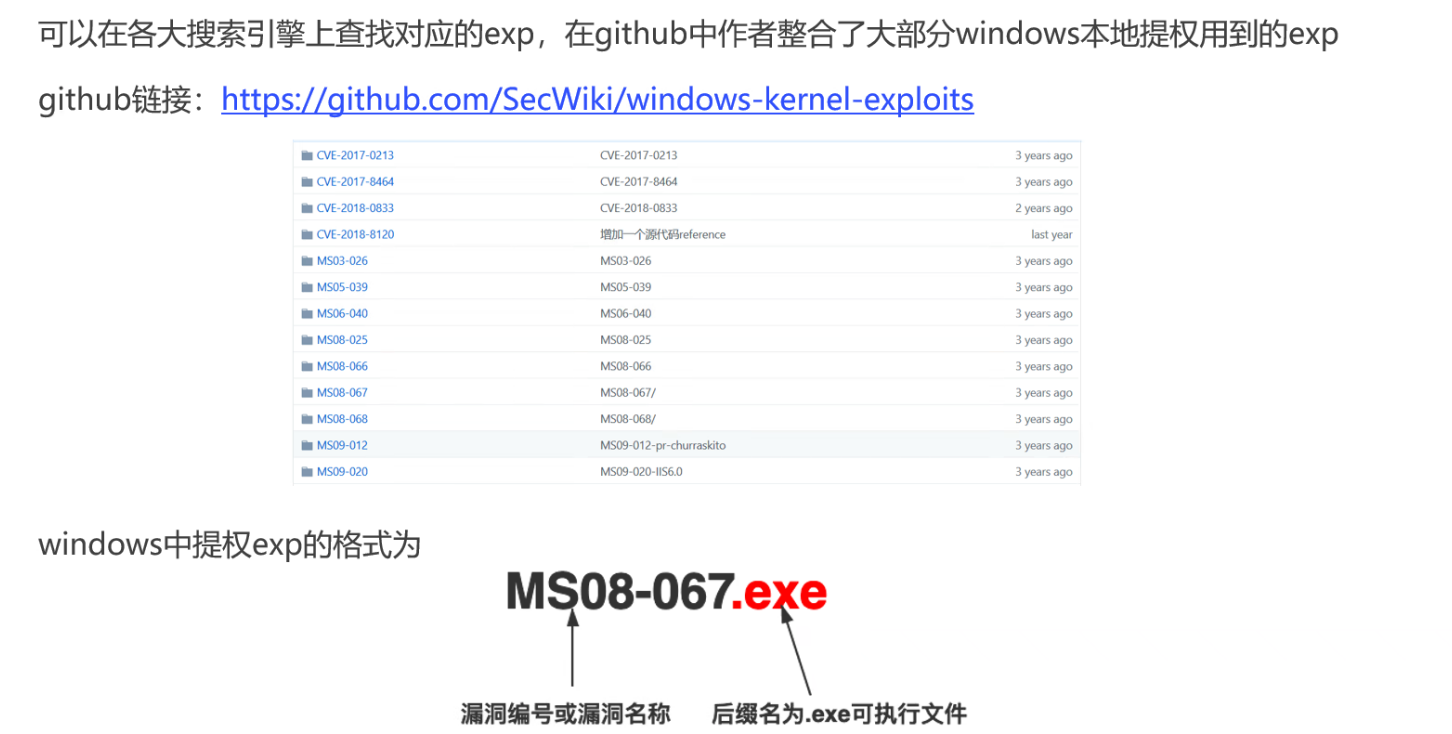 可以在各大搜索引擎上查找对应的exp，在github中作者整合了大部分windows本地提权用到的exp
github链接：https://github.com/SecWiki/windows-kernel-exploits
CVE-2017-0213 CVE-2017-0213 3 years ago
CVE-2017-8464 CVE-2017-8464 3 years ago
CVE-2018-0833 CVE-2018-0833 2 years ago
CVE-2018-8120 增加一个源代码reference last year
MS03-026 MS03-026 3 years ago
MS05-039 MS05-039 3 years ago
MS06-040 MS06-040 3 years ago
MS08-025 MS08-025 3 years ago
MS08-066 MS08-066 3 years ago
MS08-067 MS08-067/ 3 years ago
MS08-068 MS08-068/ 3 years ago
MS09-012 MS09-012-pr-churraskito 3 years ago
MS09-020 MS09-020-IIS6.0 3 years ago
windows中提权exp的格式为
MS08-067.exe
漏洞编号或漏洞名称 后缀名为.exe可执行文件